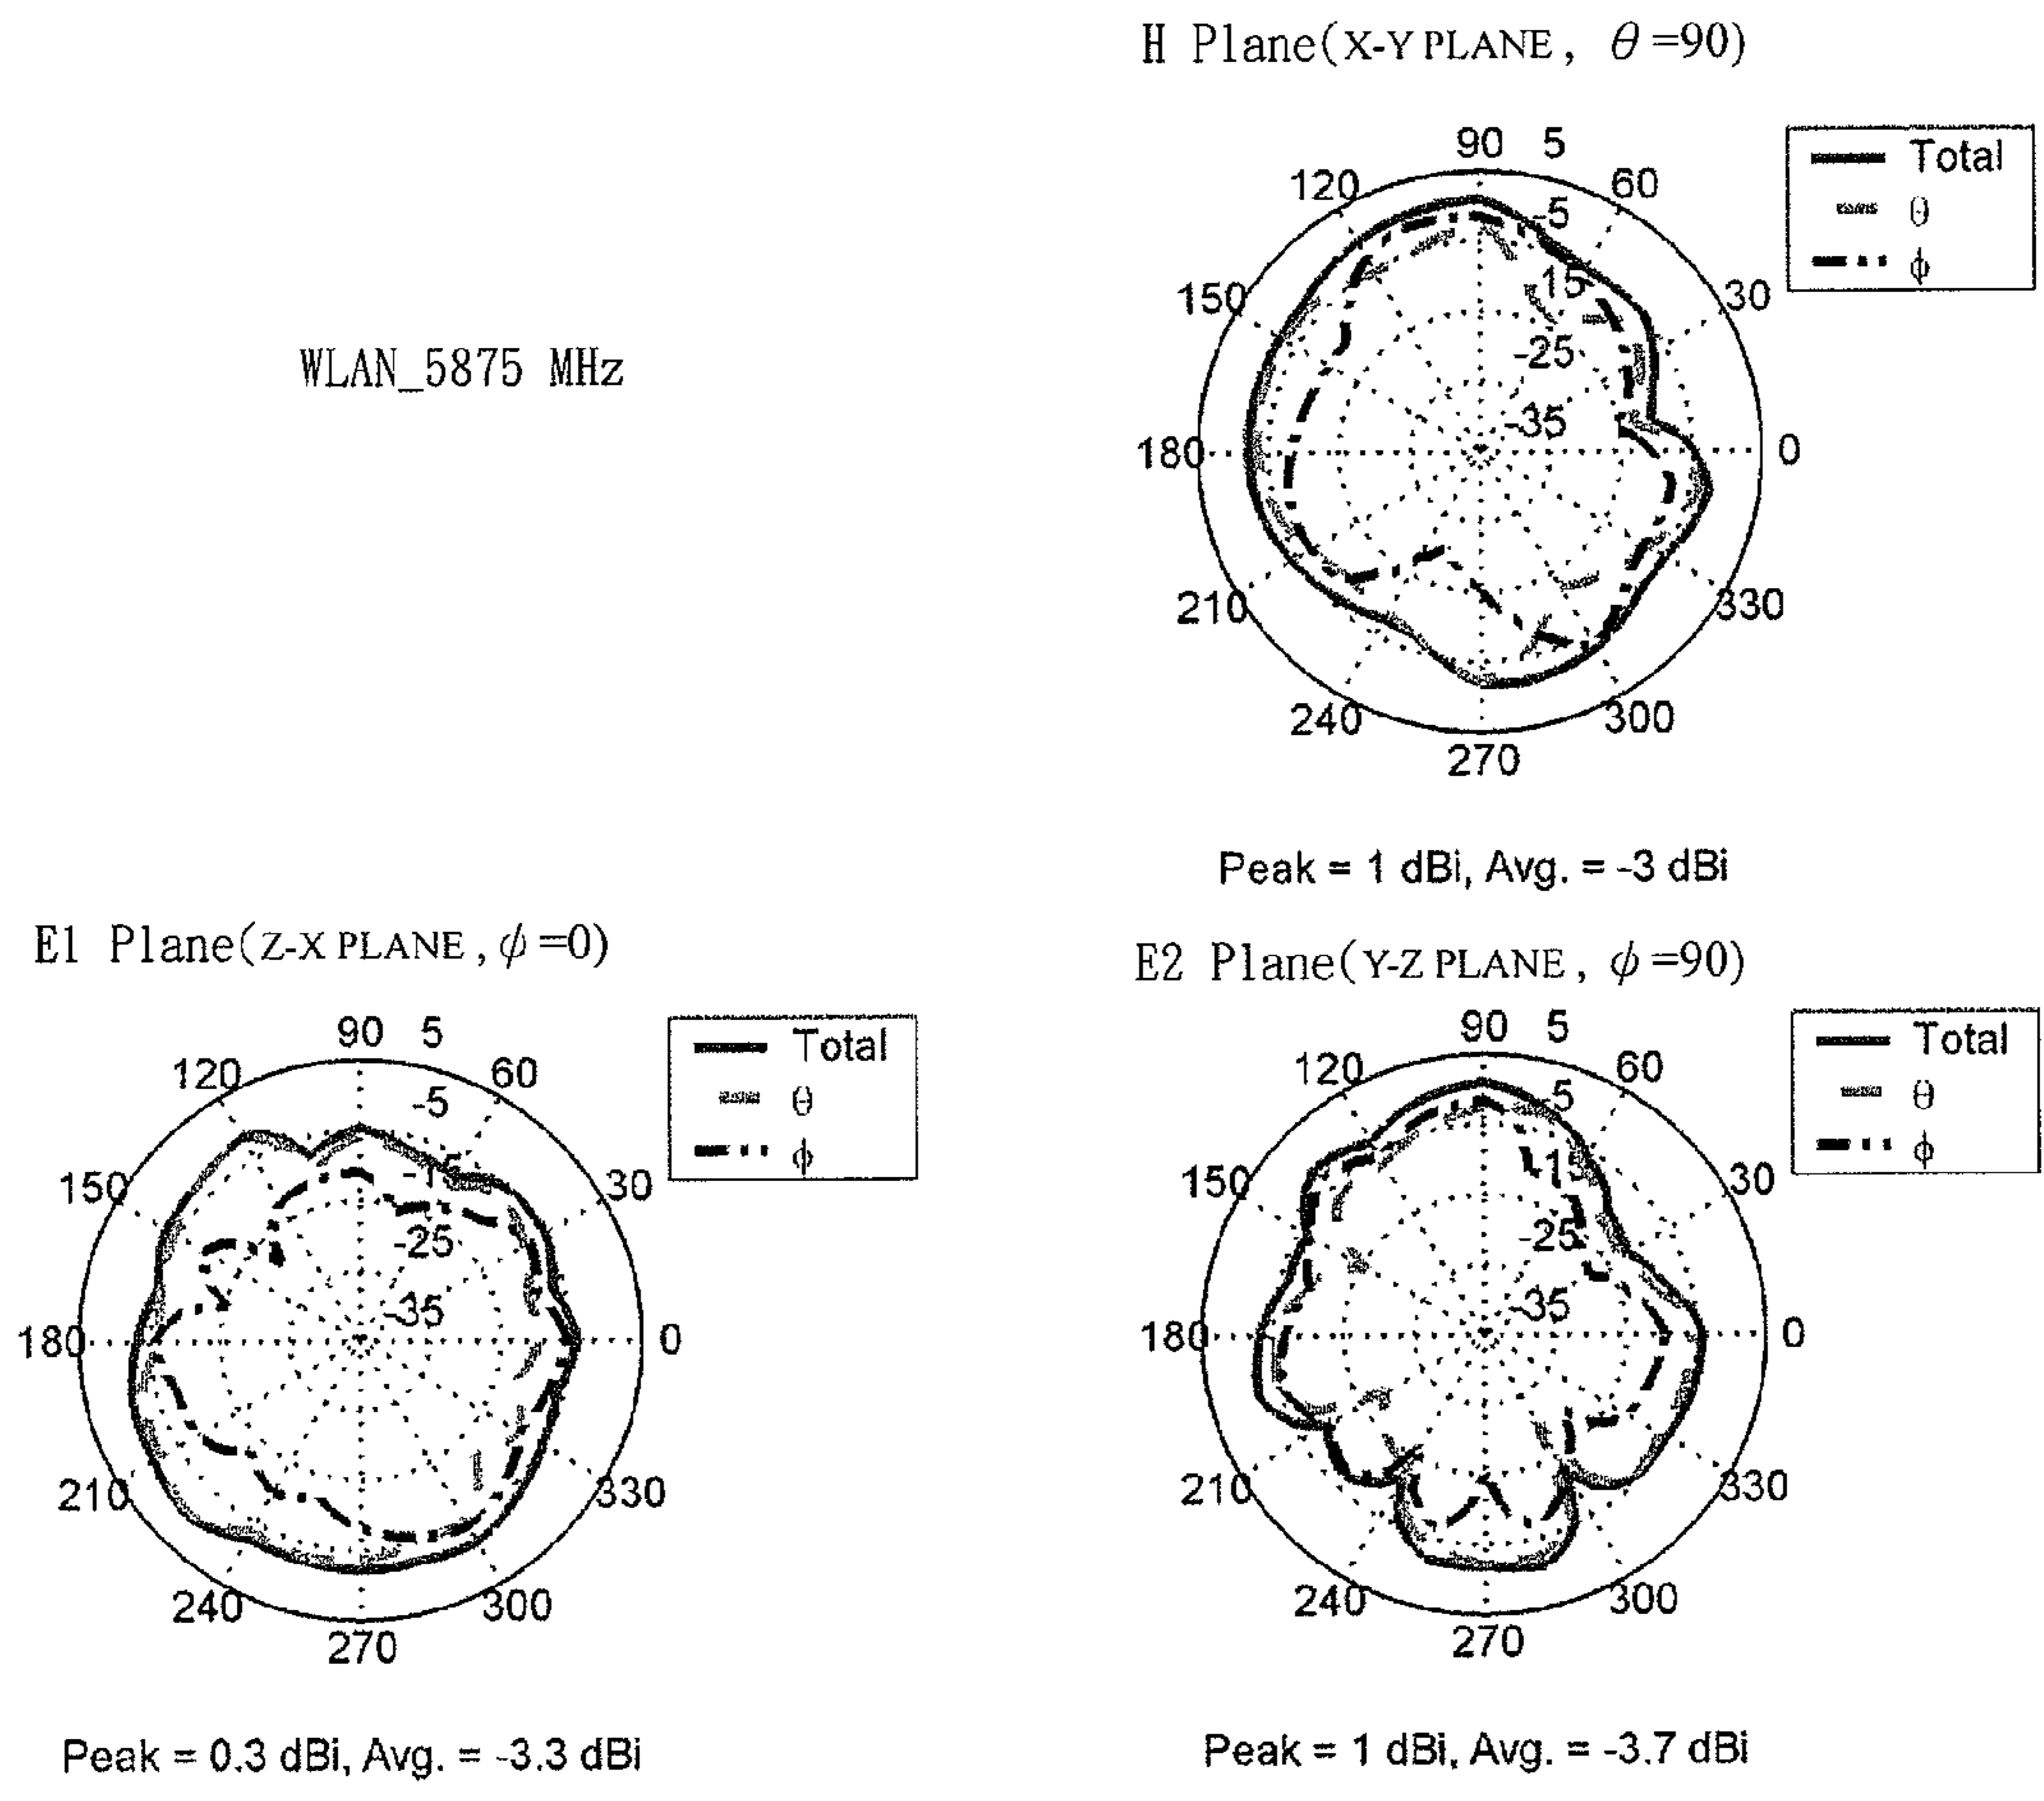 H Plane(X-Y PLANE, θ=90)
90 5
120 60
-5
Total
θ
ϕ
150 -15 30
-25
-35
180 0
210 330
240 300
270
WLAN_5875 MHz
Peak = 1 dBi, Avg. = -3 dBi
E1 Plane(Z-X PLANE, ϕ=0)
90 5
120 60
-5
Total
θ
ϕ
150 -15 30
-25
-35
180 0
210 330
240 300
270
Peak = 0.3 dBi, Avg. = -3.3 dBi
E2 Plane(Y-Z PLANE, ϕ=90)
90 5
120 60
-5
Total
θ
ϕ
150 -15 30
-25
-35
180 0
210 330
240 300
270
Peak = 1 dBi, Avg. = -3.7 dBi